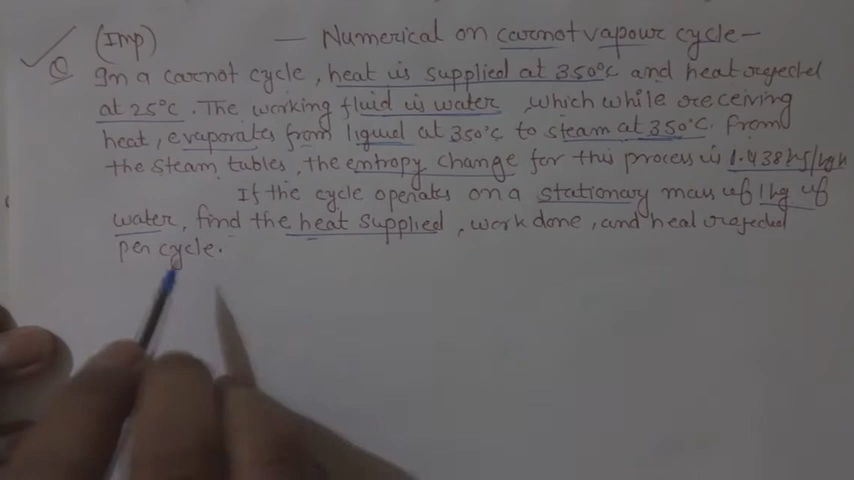 (Imp) — Numerical on carnot vapour cycle —
Q In a carnot cycle, heat is supplied at 350°C and heat rejected
at 25°C. The working fluid is water, which while receiving
heat, evaporates from liquid at 350°C to steam at 350°C. From
the steam tables, the entropy change for this process is 1.438 kJ/kgk
If the cycle operates on a stationary mass of 1 kg of
water, find the heat supplied, work done, and heat rejected
per cycle.